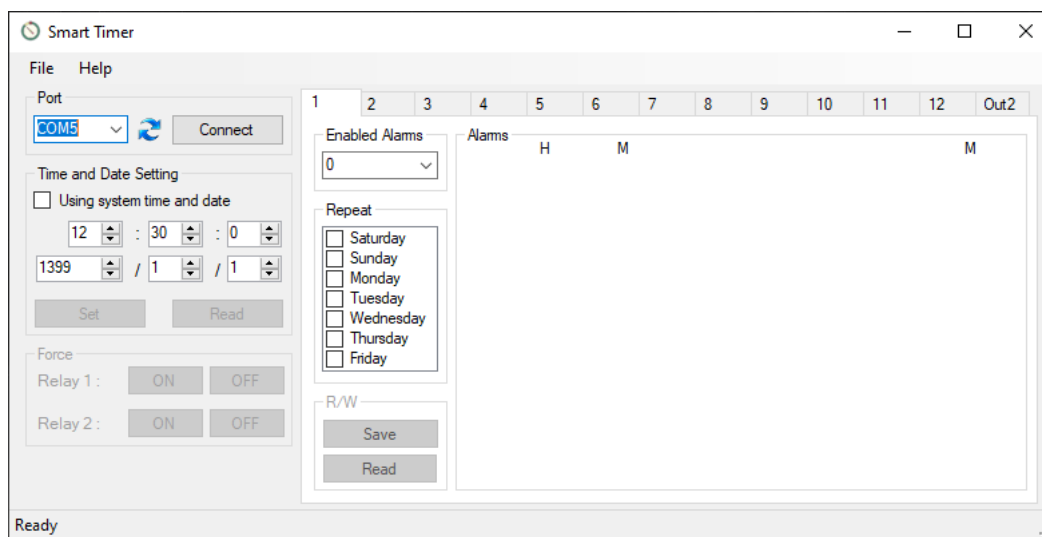 Smart Timer
File Help
Port
COM5 Connect
Time and Date Setting
Using system time and date
12 : 30 : 0
1399 / 1 / 1
Set Read
Force
Relay 1 : ON OFF
Relay 2 : ON OFF
1 2 3 4 5 6 7 8 9 10 11 12 Out2
Enabled Alarms
0
Repeat
Saturday
Sunday
Monday
Tuesday
Wednesday
Thursday
Friday
R/W
Save
Read
Alarms
H M M
Ready